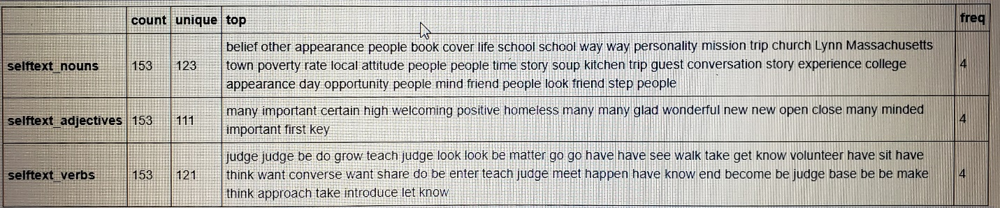 count unique top freq
belief other appearance people book cover life school school way way personality mission trip church Lynn Massachusetts
selftext_nouns 153 123 town poverty rate local attitude people people time story soup kitchen trip guest conversation story experience college 4
appearance day opportunity people mind friend people look friend step people
many important certain high welcoming positive homeless many many glad wonderful new new open close many minded
selftext_adjectives 153 111 4
important first key
judge judge be do grow teach judge look look be matter go go have have see walk take get know volunteer have sit have
selftext_verbs 153 121 think want converse want share do be enter teach judge meet happen have know end become be judge base be be make 4
think approach take introduce let know